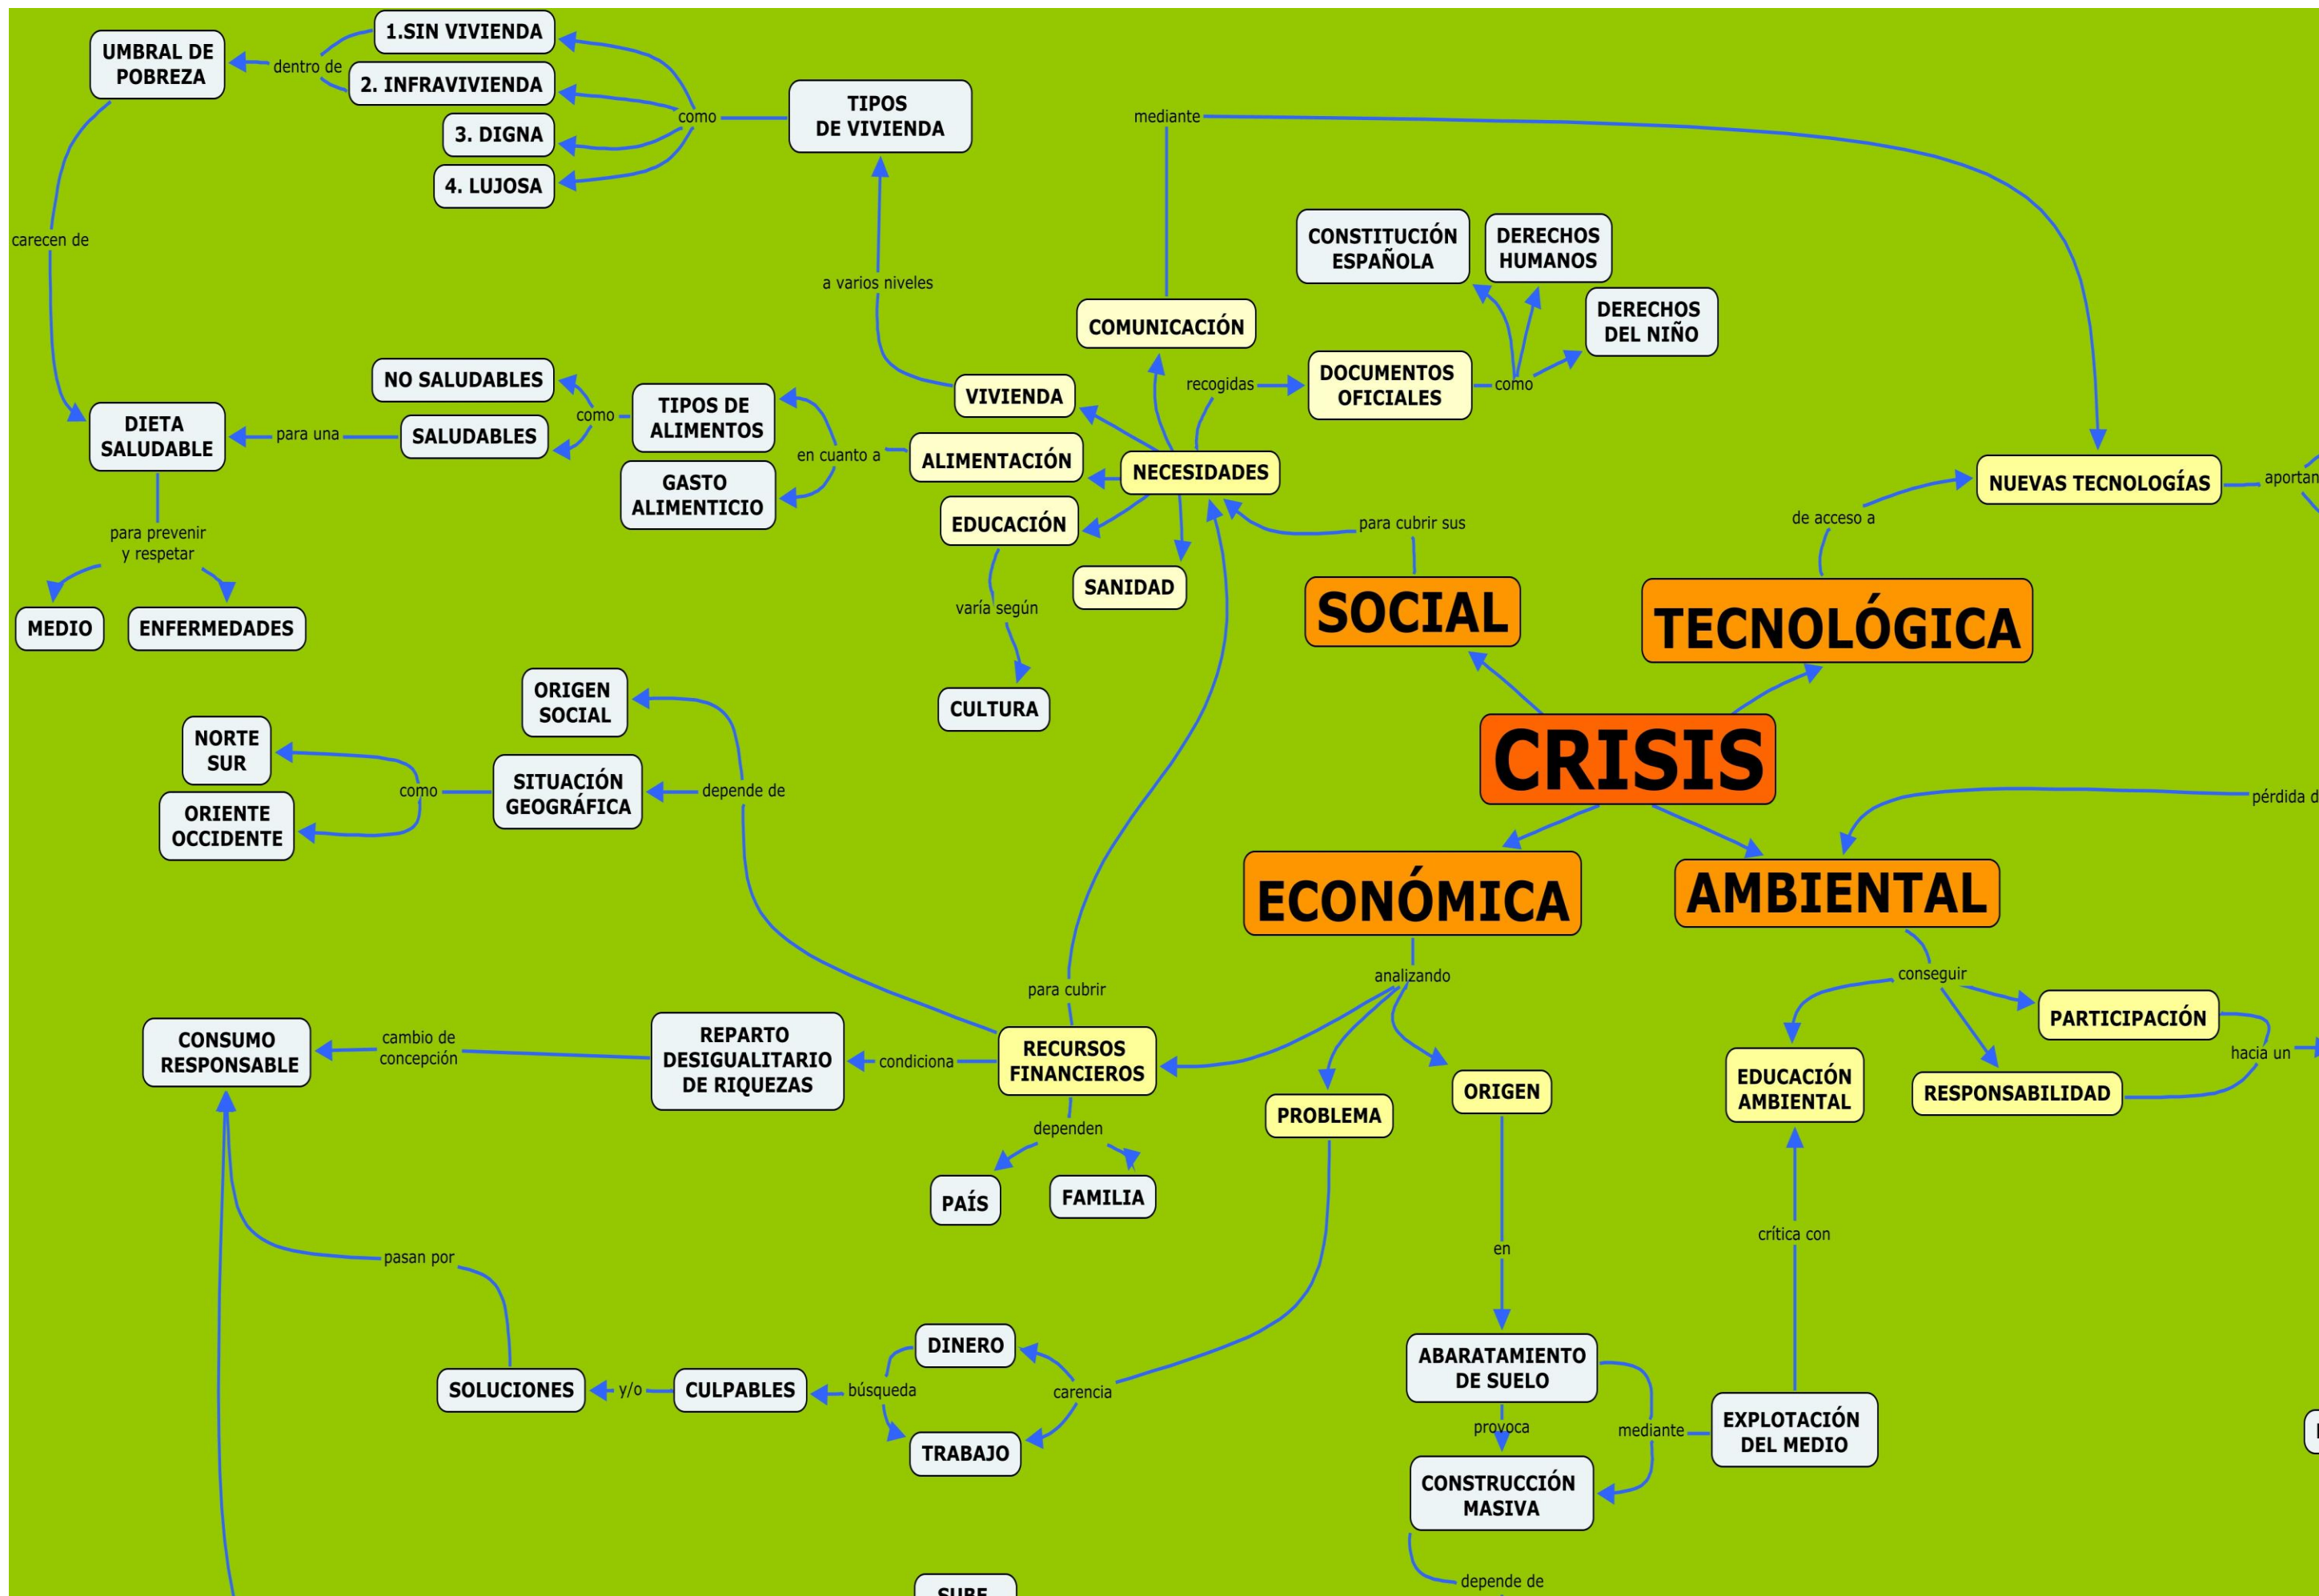 1.SIN VIVIENDA
UMBRAL DE
POBREZA
dentro de
2. INFRAVIVIENDA
3. DIGNA
4. LUJOSA
como
TIPOS
DE VIVIENDA
mediante
carecen de
a varios niveles
CONSTITUCIÓN
ESPAÑOLA
DERECHOS
HUMANOS
DERECHOS
DEL NIÑO
COMUNICACIÓN
NO SALUDABLES
SALUDABLES
como
TIPOS DE
ALIMENTOS
GASTO
ALIMENTICIO
en cuanto a
VIVIENDA
ALIMENTACIÓN
EDUCACIÓN
NECESIDADES
SANIDAD
recogidas
DOCUMENTOS
OFICIALES
como
DIETA
SALUDABLE
para una
para prevenir
y respetar
MEDIO
ENFERMEDADES
varía según
CULTURA
para cubrir sus
de acceso a
NUEVAS TECNOLOGÍAS
aportan
SOCIAL
TECNOLÓGICA
CRISIS
ECONÓMICA
AMBIENTAL
pérdida d
ORIGEN
SOCIAL
NORTE
SUR
ORIENTE
OCCIDENTE
como
SITUACIÓN
GEOGRÁFICA
depende de
para cubrir
analizando
conseguir
PARTICIPACIÓN
hacia un
EDUCACIÓN
AMBIENTAL
RESPONSABILIDAD
CONSUMO
RESPONSABLE
cambio de
concepción
REPARTO
DESIGUALITARIO
DE RIQUEZAS
condiciona
RECURSOS
FINANCIEROS
PROBLEMA
ORIGEN
dependen
PAÍS
FAMILIA
pasan por
en
crítica con
DINERO
SOLUCIONES
y/o
CULPABLES
búsqueda
carencia
TRABAJO
ABARATAMIENTO
DE SUELO
provoca
mediante
EXPLOTACIÓN
DEL MEDIO
CONSTRUCCIÓN
MASIVA
depende de
SUBE